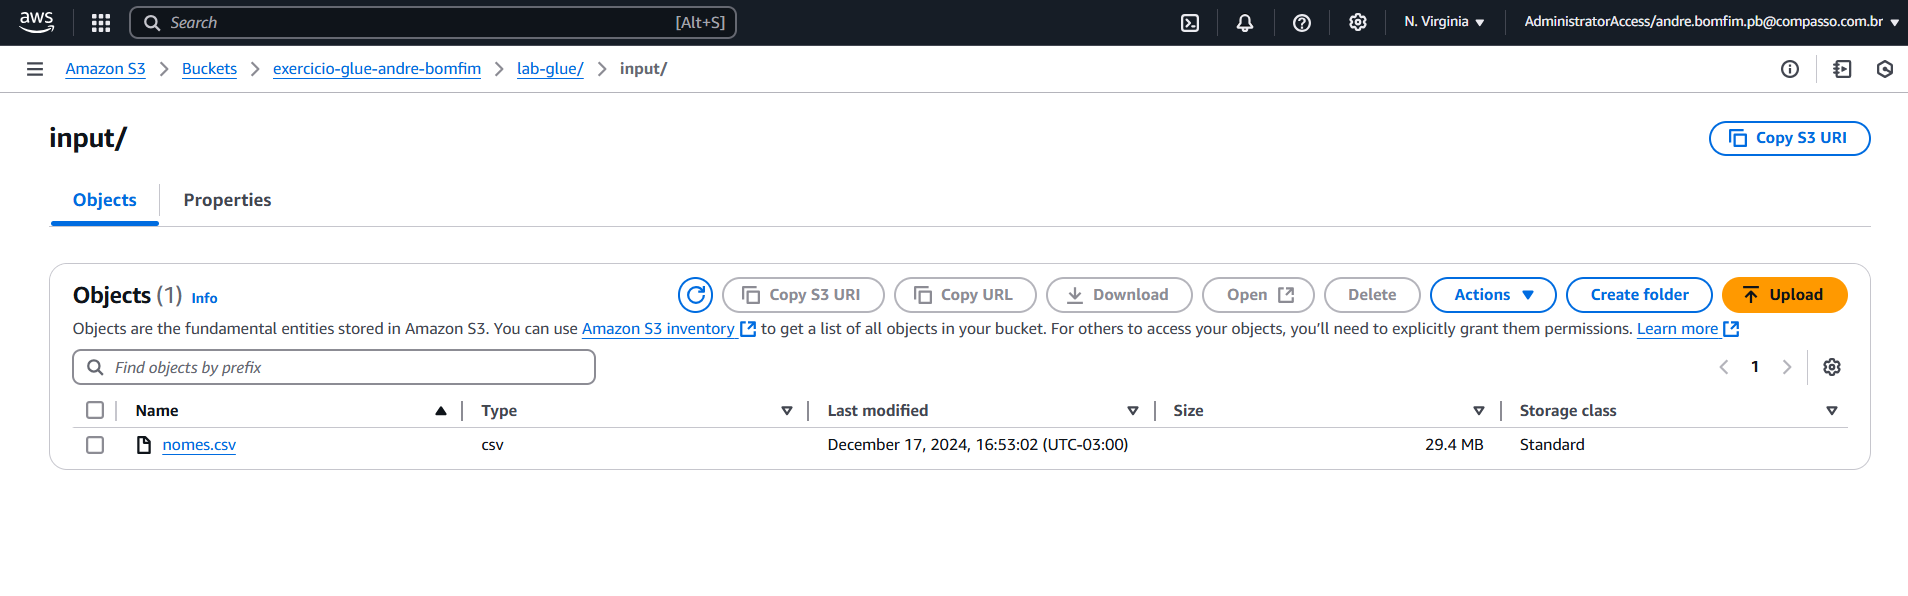 aws Search [Alt+S] N. Virginia AdministratorAccess/andre.bomfim.pb@compasso.com.br
Amazon S3 Buckets exercicio-glue-andre-bomfim lab-glue/ input/
input/ Copy S3 URI
Objects Properties
Objects (1) Info Copy S3 URI Copy URL Download Open Delete Actions Create folder Upload
Objects are the fundamental entities stored in Amazon S3. You can use Amazon S3 inventory to get a list of all objects in your bucket. For others to access your objects, you’ll need to explicitly grant them permissions. Learn more
Find objects by prefix 1
Name Type Last modified Size Storage class
nomes.csv csv December 17, 2024, 16:53:02 (UTC-03:00) 29.4 MB Standard